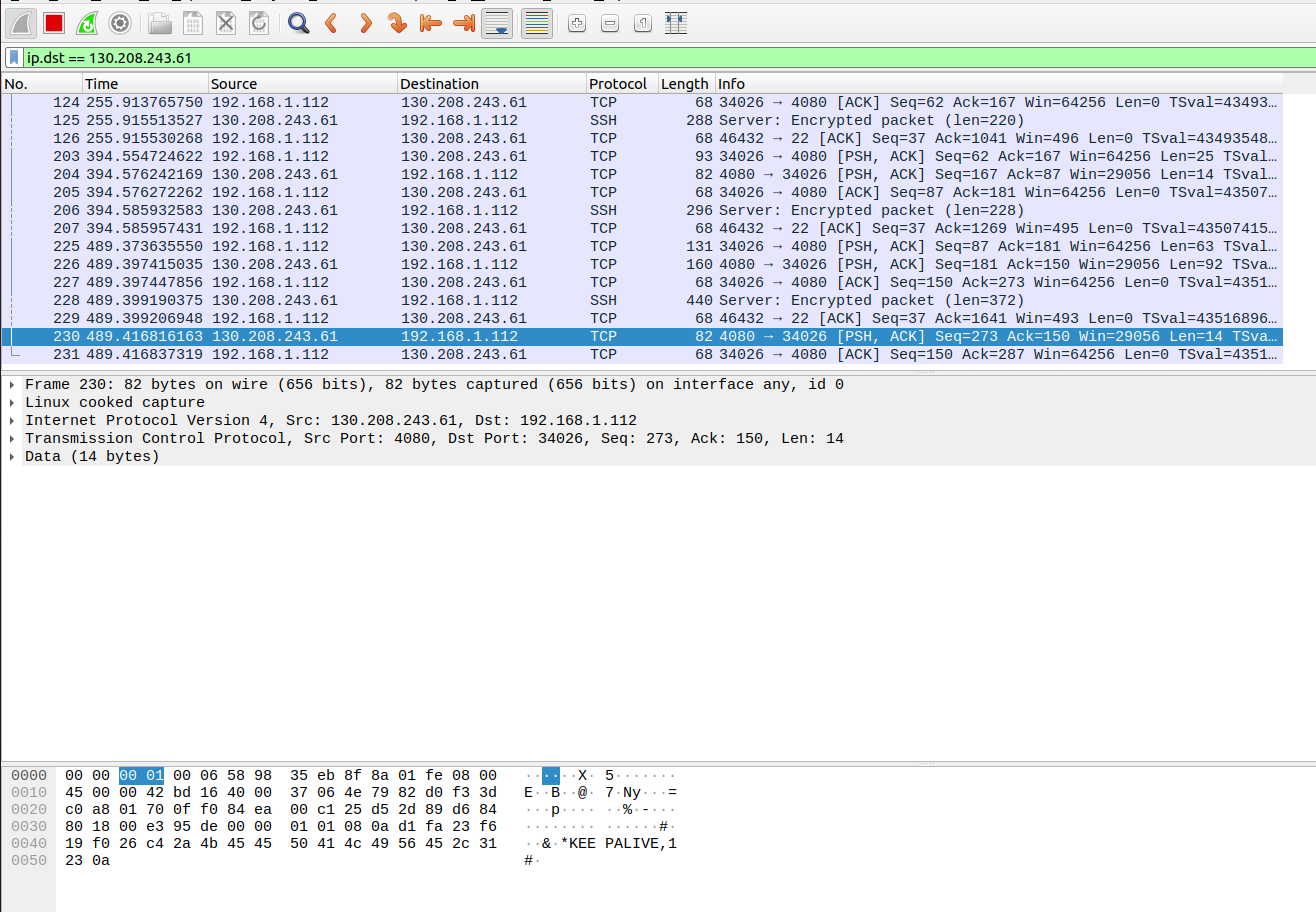 ip.dst == 130.208.243.61
No. Time Source Destination Protocol Length Info
124 255.913765750 192.168.1.112 130.208.243.61 TCP 68 34026 → 4080 [ACK] Seq=62 Ack=167 Win=64256 Len=0 TSval=43493…
125 255.915513527 130.208.243.61 192.168.1.112 SSH 288 Server: Encrypted packet (len=220)
126 255.915530268 192.168.1.112 130.208.243.61 TCP 68 46432 → 22 [ACK] Seq=37 Ack=1041 Win=496 Len=0 TSval=43493548…
203 394.554724622 192.168.1.112 130.208.243.61 TCP 93 34026 → 4080 [PSH, ACK] Seq=62 Ack=167 Win=64256 Len=25 TSval…
204 394.576242169 130.208.243.61 192.168.1.112 TCP 82 4080 → 34026 [PSH, ACK] Seq=167 Ack=87 Win=29056 Len=14 TSval…
205 394.576272262 192.168.1.112 130.208.243.61 TCP 68 34026 → 4080 [ACK] Seq=87 Ack=181 Win=64256 Len=0 TSval=43507…
206 394.585932583 130.208.243.61 192.168.1.112 SSH 296 Server: Encrypted packet (len=228)
207 394.585957431 192.168.1.112 130.208.243.61 TCP 68 46432 → 22 [ACK] Seq=37 Ack=1269 Win=495 Len=0 TSval=43507415…
225 489.373635550 192.168.1.112 130.208.243.61 TCP 131 34026 → 4080 [PSH, ACK] Seq=87 Ack=181 Win=64256 Len=63 TSval…
226 489.397415035 130.208.243.61 192.168.1.112 TCP 160 4080 → 34026 [PSH, ACK] Seq=181 Ack=150 Win=29056 Len=92 TSva…
227 489.397447856 192.168.1.112 130.208.243.61 TCP 68 34026 → 4080 [ACK] Seq=150 Ack=273 Win=64256 Len=0 TSval=4351…
228 489.399190375 130.208.243.61 192.168.1.112 SSH 440 Server: Encrypted packet (len=372)
229 489.399206948 192.168.1.112 130.208.243.61 TCP 68 46432 → 22 [ACK] Seq=37 Ack=1641 Win=493 Len=0 TSval=43516896…
230 489.416816163 130.208.243.61 192.168.1.112 TCP 82 4080 → 34026 [PSH, ACK] Seq=273 Ack=150 Win=29056 Len=14 TSva…
231 489.416837319 192.168.1.112 130.208.243.61 TCP 68 34026 → 4080 [ACK] Seq=150 Ack=287 Win=64256 Len=0 TSval=4351…
Frame 230: 82 bytes on wire (656 bits), 82 bytes captured (656 bits) on interface any, id 0
Linux cooked capture
Internet Protocol Version 4, Src: 130.208.243.61, Dst: 192.168.1.112
Transmission Control Protocol, Src Port: 4080, Dst Port: 34026, Seq: 273, Ack: 150, Len: 14
Data (14 bytes)
0000 00 00 00 01 00 06 58 98 35 eb 8f 8a 01 fe 08 00 ······X· 5·······
0010 45 00 00 42 bd 16 40 00 37 06 4e 79 82 d0 f3 3d E··B··@· 7·Ny···=
0020 c0 a8 01 70 0f f0 84 ea 00 c1 25 d5 2d 89 d6 84 ···p···· ··%·-···
0030 80 18 00 e3 95 de 00 00 01 01 08 0a d1 fa 23 f6 ········ ······#·
0040 19 f0 26 c4 2a 4b 45 45 50 41 4c 49 56 45 2c 31 ··&·*KEE PALIVE,1
0050 23 0a #·